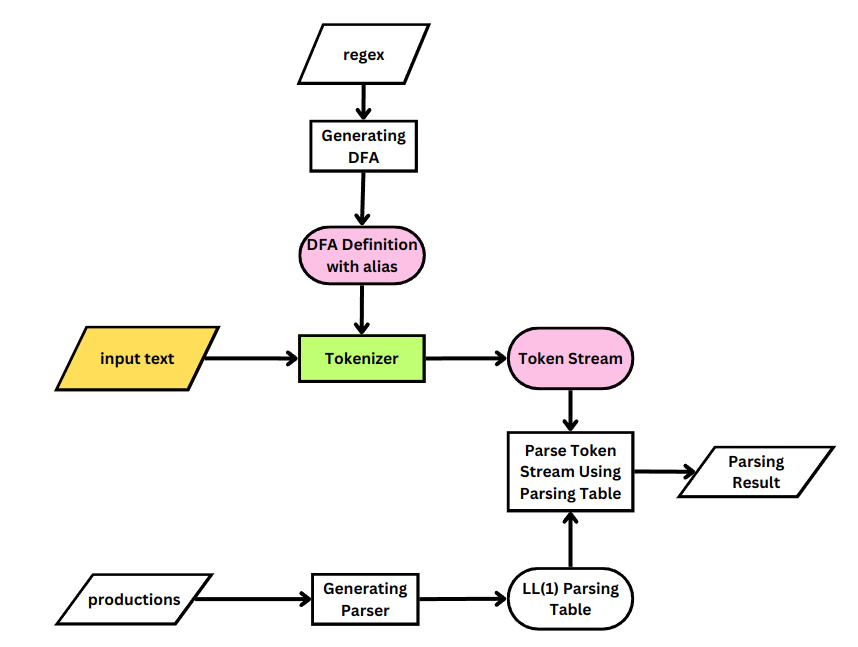 regex
Generating
DFA
DFA Definition
with alias
input text
Tokenizer
Token Stream
Parse Token
Stream Using
Parsing Table
Parsing
Result
productions
Generating
Parser
LL(1) Parsing
Table